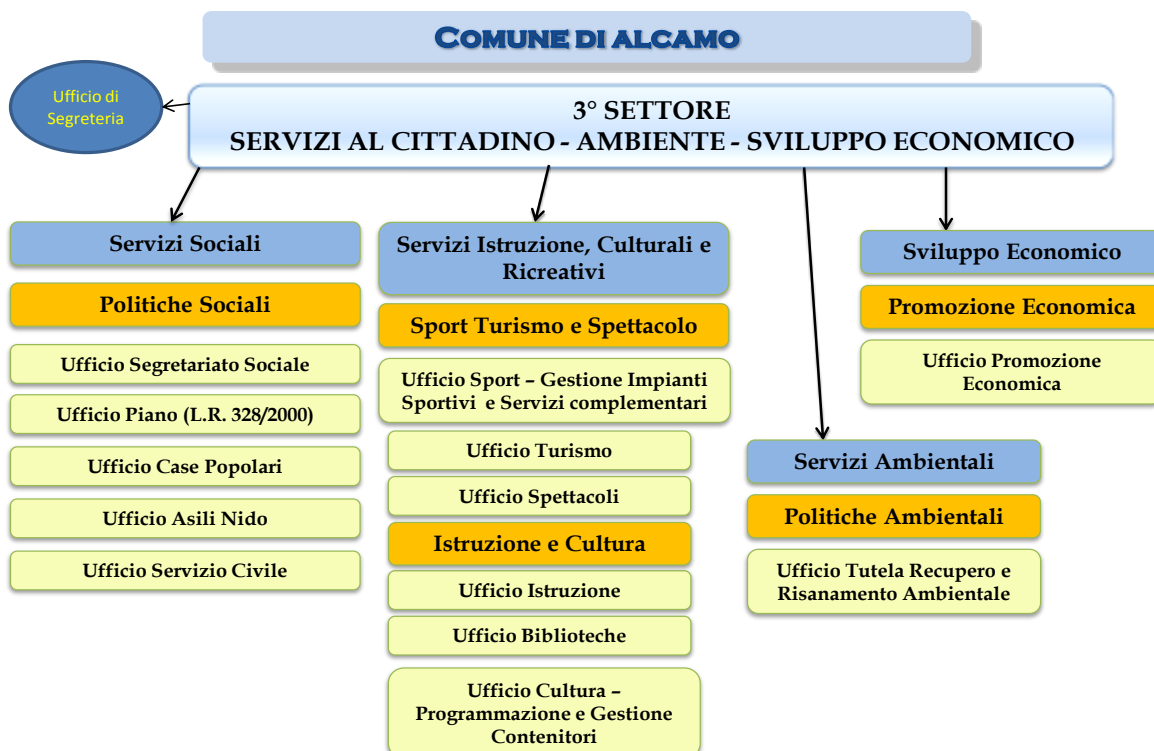 COMUNE DI ALCAMO
Ufficio di
Segreteria
3° SETTORE
SERVIZI AL CITTADINO - AMBIENTE - SVILUPPO ECONOMICO
Servizi Sociali
Politiche Sociali
Ufficio Segretariato Sociale
Ufficio Piano (L.R. 328/2000)
Ufficio Case Popolari
Ufficio Asili Nido
Ufficio Servizio Civile
Servizi Istruzione, Culturali e
Ricreativi
Sport Turismo e Spettacolo
Ufficio Sport – Gestione Impianti
Sportivi e Servizi complementari
Ufficio Turismo
Ufficio Spettacoli
Istruzione e Cultura
Ufficio Istruzione
Ufficio Biblioteche
Ufficio Cultura –
Programmazione e Gestione
Contenitori
Servizi Ambientali
Politiche Ambientali
Ufficio Tutela Recupero e
Risanamento Ambientale
Sviluppo Economico
Promozione Economica
Ufficio Promozione
Economica